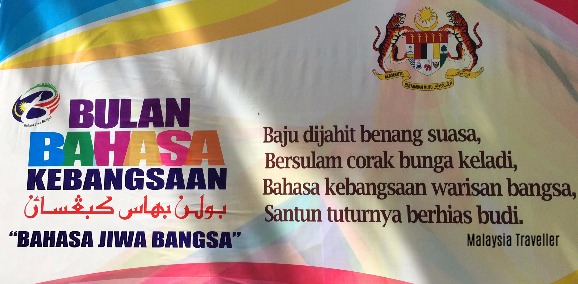 BULAN
BAHASA
KEBANGSAAN
بولن بهاس كبڠسائن
"BAHASA JIWA BANGSA"
Baju dijahit benang suasa,
Bersulam corak bunga keladi,
Bahasa kebangsaan warisan bangsa,
Santun tuturnya berhias budi.
Malaysia Traveller